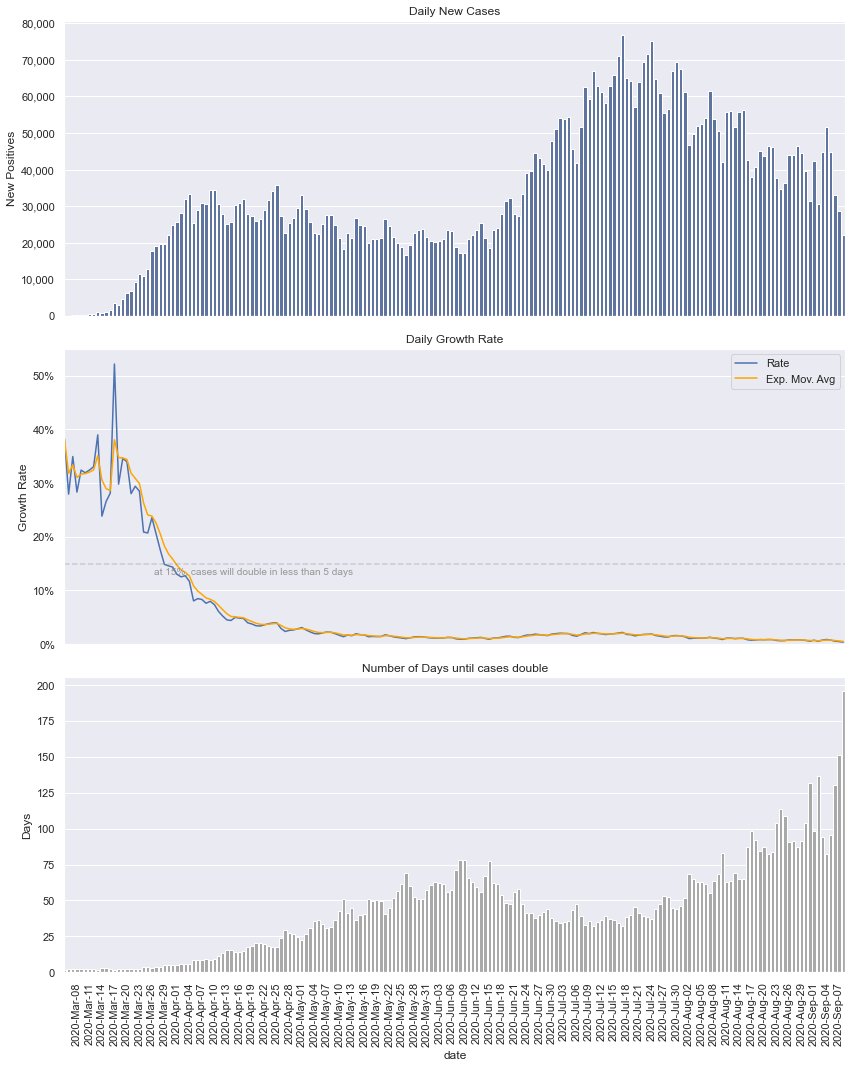 Daily New Cases
80,000
70,000
60,000
50,000
40,000
30,000
20,000
10,000
0
New Positives
Daily Growth Rate
Rate
Exp. Mov. Avg
50%
40%
30%
20%
10%
0%
Growth Rate
at 15%, cases will double in less than 5 days
Number of Days until cases double
200
175
150
125
100
75
50
25
0
Days
2020-Mar-08
2020-Mar-11
2020-Mar-14
2020-Mar-17
2020-Mar-20
2020-Mar-23
2020-Mar-26
2020-Mar-29
2020-Apr-01
2020-Apr-04
2020-Apr-07
2020-Apr-10
2020-Apr-13
2020-Apr-16
2020-Apr-19
2020-Apr-22
2020-Apr-25
2020-Apr-28
2020-May-01
2020-May-04
2020-May-07
2020-May-10
2020-May-13
2020-May-16
2020-May-19
2020-May-22
2020-May-25
2020-May-28
2020-May-31
2020-Jun-03
2020-Jun-06
2020-Jun-09
2020-Jun-12
2020-Jun-15
2020-Jun-18
2020-Jun-21
2020-Jun-24
2020-Jun-27
2020-Jun-30
2020-Jul-03
2020-Jul-06
2020-Jul-09
2020-Jul-12
2020-Jul-15
2020-Jul-18
2020-Jul-21
2020-Jul-24
2020-Jul-27
2020-Jul-30
2020-Aug-02
2020-Aug-05
2020-Aug-08
2020-Aug-11
2020-Aug-14
2020-Aug-17
2020-Aug-20
2020-Aug-23
2020-Aug-26
2020-Aug-29
2020-Sep-01
2020-Sep-04
2020-Sep-07
date